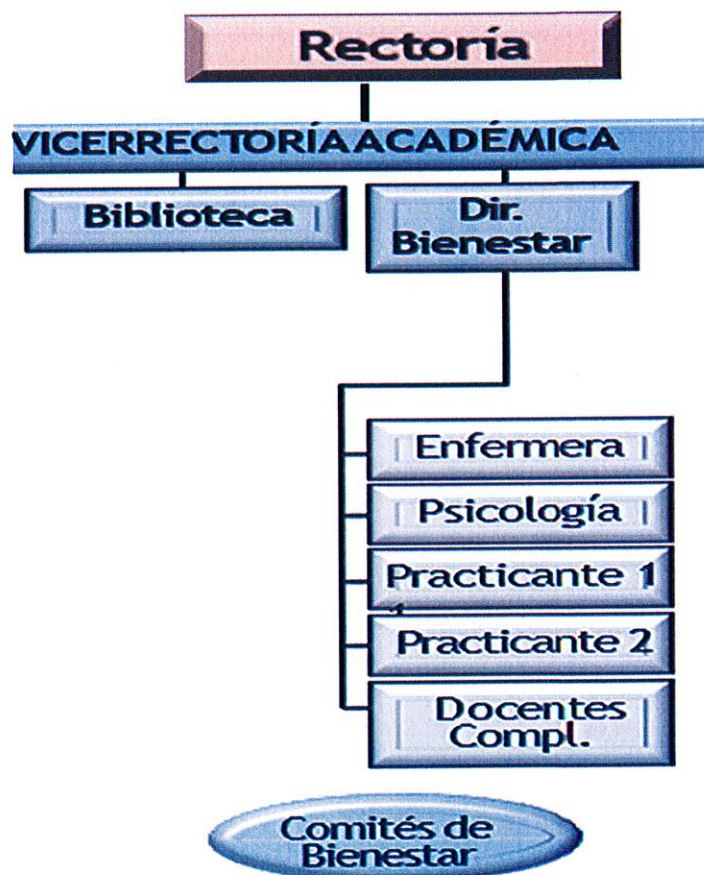 Rectoría
VICERRECTORÍA ACADÉMICA
Biblioteca
Dir.
Bienestar
Enfermera
Psicología
Practicante 1
Practicante 2
Docentes
Compl.
Comités de
Bienestar